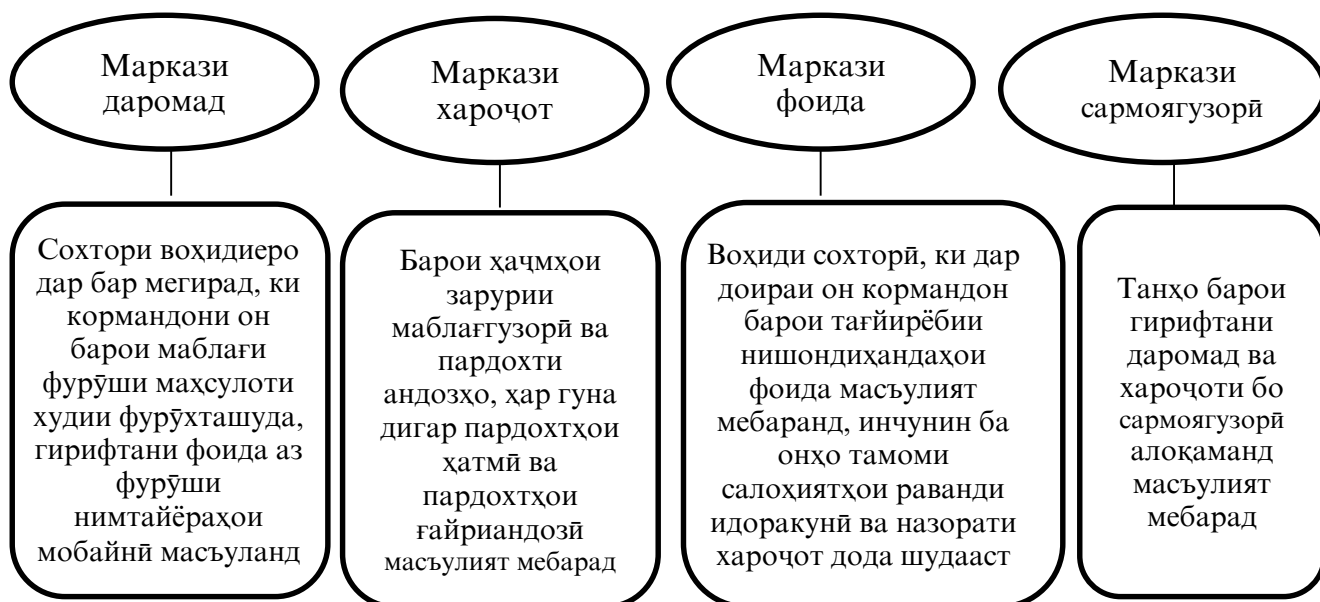 Маркази
даромад
Маркази
хароҷот
Маркази
фоида
Маркази
сармоягузорӣ
Сохтори воҳидиеро
дар бар мегирад, ки
кормандони он
барои маблағи
фурӯши маҳсулоти
худии фурӯхташуда,
гирифтани фоида аз
фурӯши
нимтайёраҳои
мобайнӣ масъуланд
Барои ҳаҷмҳои
зарурии
маблағгузорӣ ва
пардохти
андозҳо, ҳар гуна
дигар пардохтҳои
ҳатмӣ ва
пардохтҳои
ғайриандозӣ
масъулият мебарад
Воҳиди сохторӣ, ки дар
доираи он кормандон
барои тағйирёбии
нишондиҳандаҳои
фоида масъулият
мебаранд, инчунин ба
онҳо тамоми
салоҳиятҳои раванди
идоракунӣ ва назорати
хароҷот дода шудааст
Танҳо барои
гирифтани
даромад ва
хароҷоти бо
сармоягузорӣ
алоқаманд
масъулият
мебарад